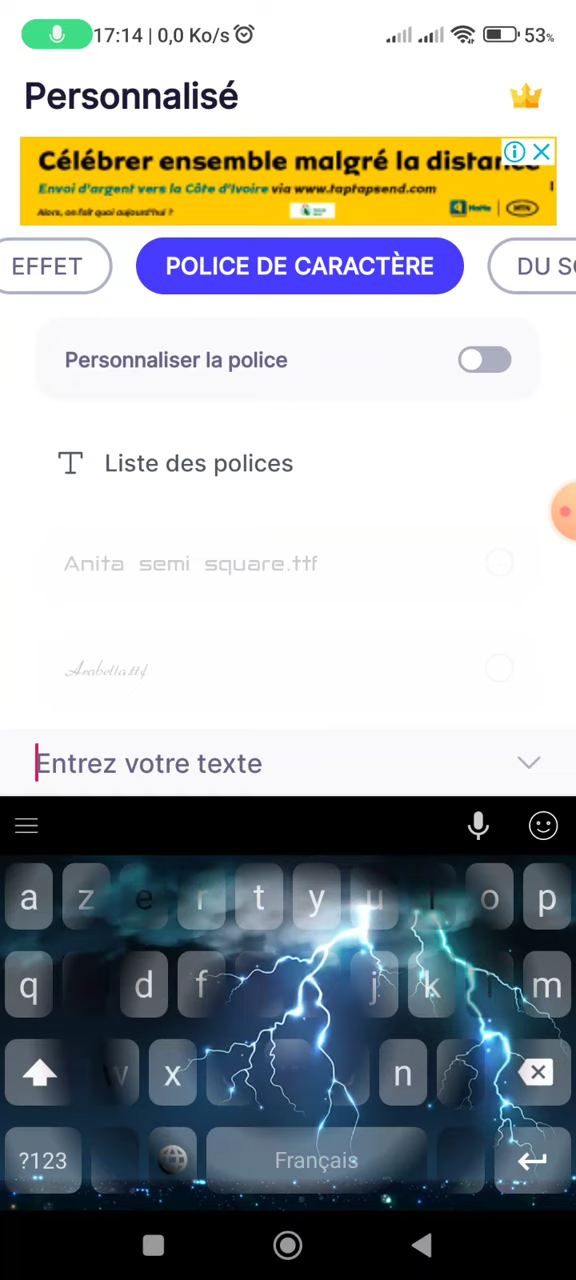 17:14 | 0,0 Ko/s 53%
Personnalisé
Célébrer ensemble malgré la
Envoi d'argent vers la Côte d'Ivoire via www.taptapsend.com
Alors, on fait quoi aujourd'hui ?
MoMo MTN
EFFET POLICE DE CARACTÈRE DU
Personnaliser la police
Liste des polices
Anita semi square.ttf
Arabella.ttf
Entrez votre texte
a z e r t y u i o p
q d f j k l m
w x n
?123 Français